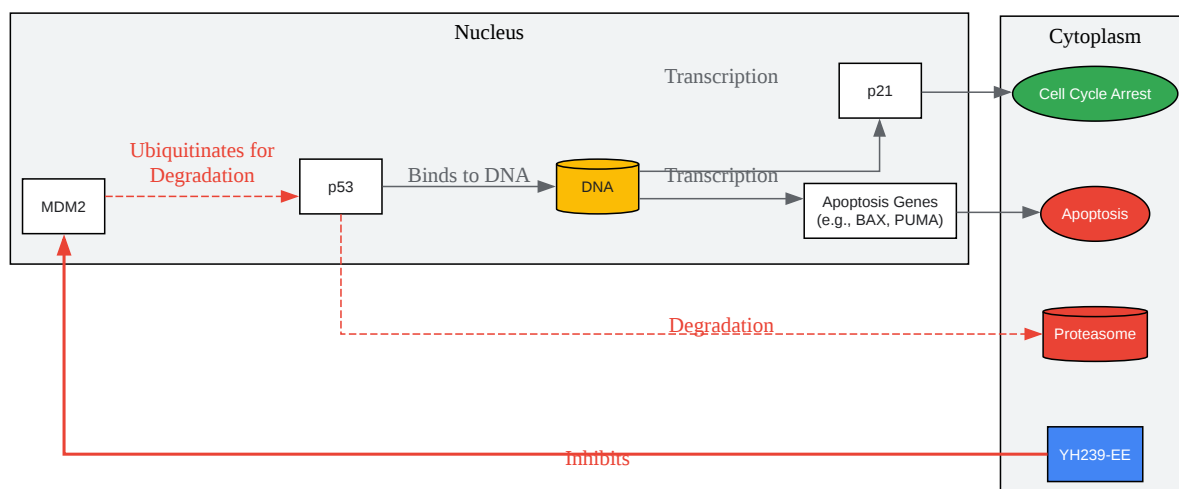 Nucleus
Cytoplasm
Transcription
p21
Cell Cycle Arrest
Ubiquitinates for
Degradation
p53
Binds to DNA
DNA
Transcription
MDM2
Apoptosis Genes
(e.g., BAX, PUMA)
Apoptosis
Degradation
Proteasome
Inhibits
YH239-EE